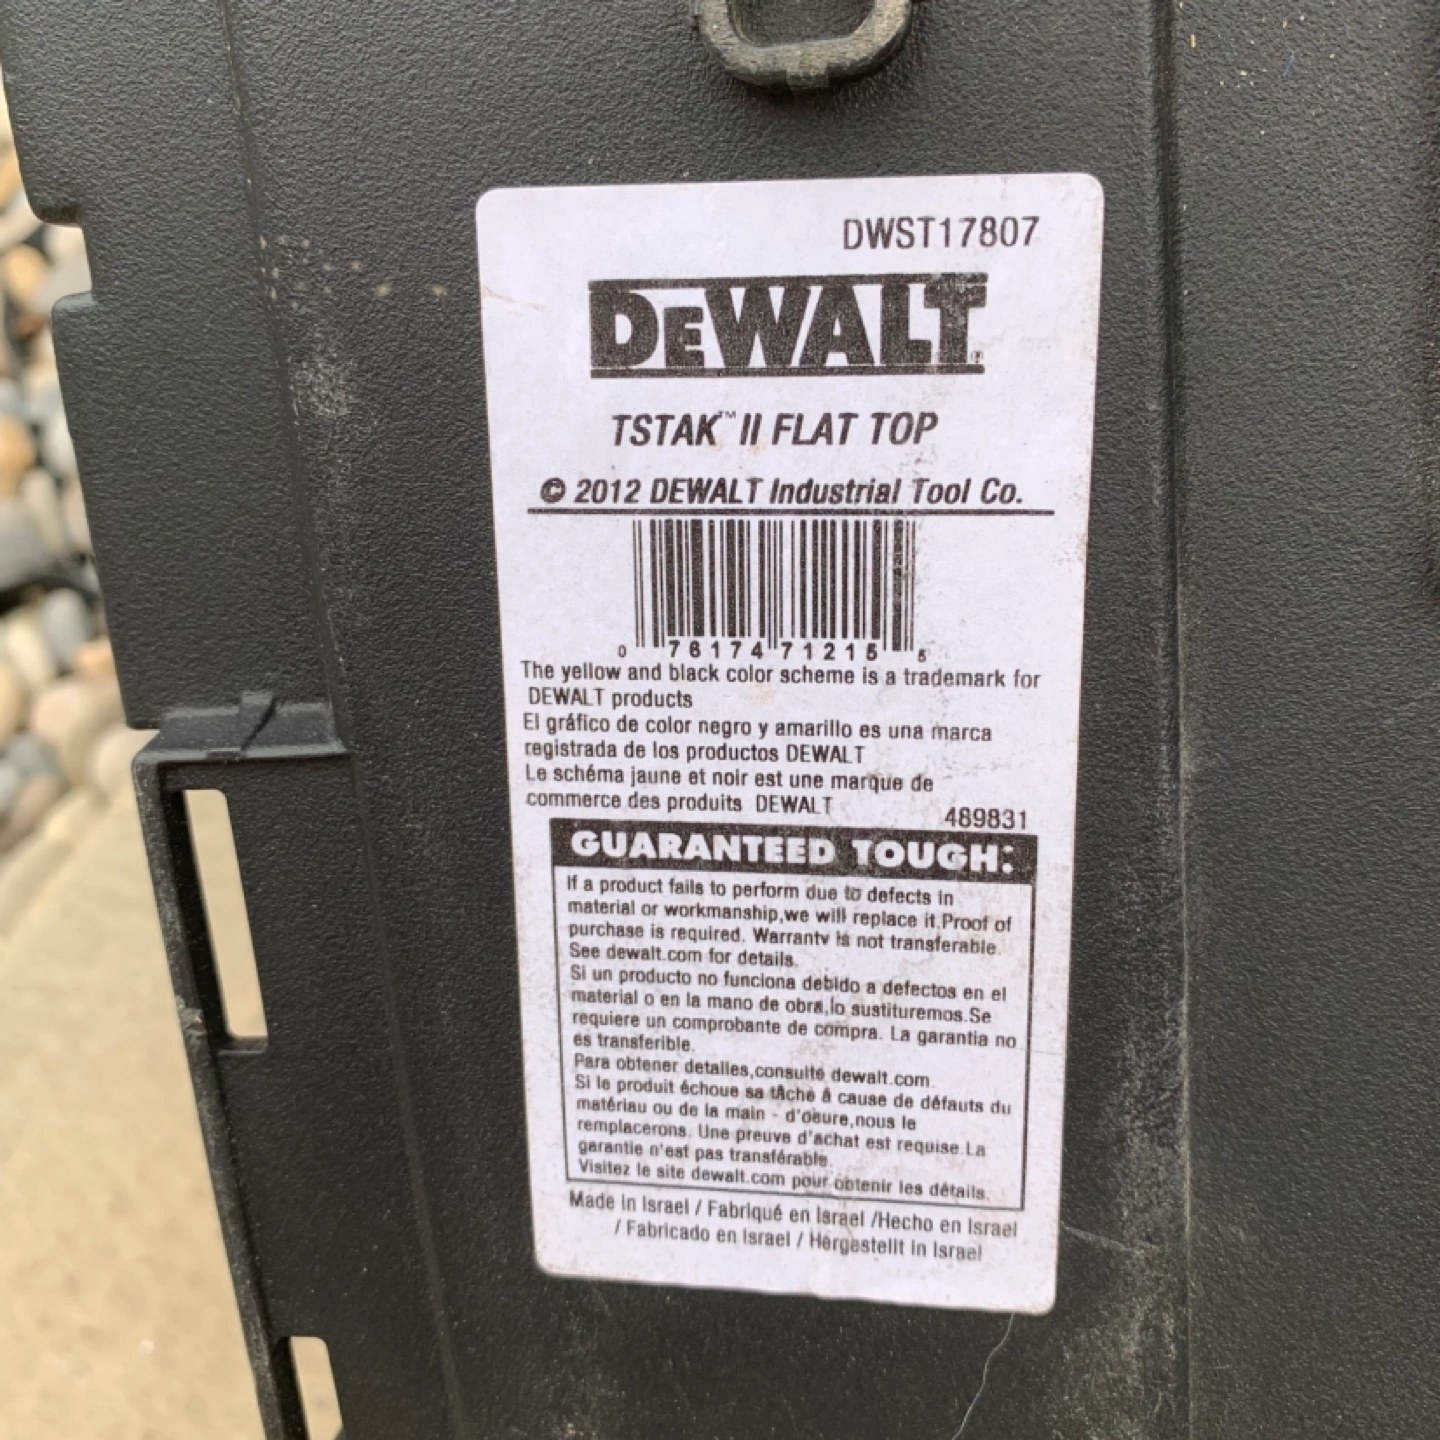 DWST17807
DEWALT®
TSTAK™ II FLAT TOP
© 2012 DEWALT Industrial Tool Co.
0 76174 71215 5
The yellow and black color scheme is a trademark for
DEWALT products
El gráfico de color negro y amarillo es una marca
registrada de los productos DEWALT
Le schéma jaune et noir est une marque de
commerce des produits DEWALT
489831
GUARANTEED TOUGH:
If a product fails to perform due to defects in
material or workmanship,we will replace it.Proof of
purchase is required. Warranty is not transferable.
See dewalt.com for details.
Si un producto no funciona debido a defectos en el
material o en la mano de obra,lo sustituremos.Se
requiere un comprobante de compra. La garantia no
es transferible.
Para obtener detalles,consulte dewalt.com.
Si le produit échoue sa tâche â cause de défauts du
matériau ou de la main - d'oeure,nous le
remplacerons. Une preuve d'achat est requise.La
garantie n'est pas transférable.
Visitez le site dewalt.com pour obtenir les détails.
Made in Israel / Fabriqué en Israel /Hecho en Israel
/ Fabricado en Israel / Hergestellt in Israel